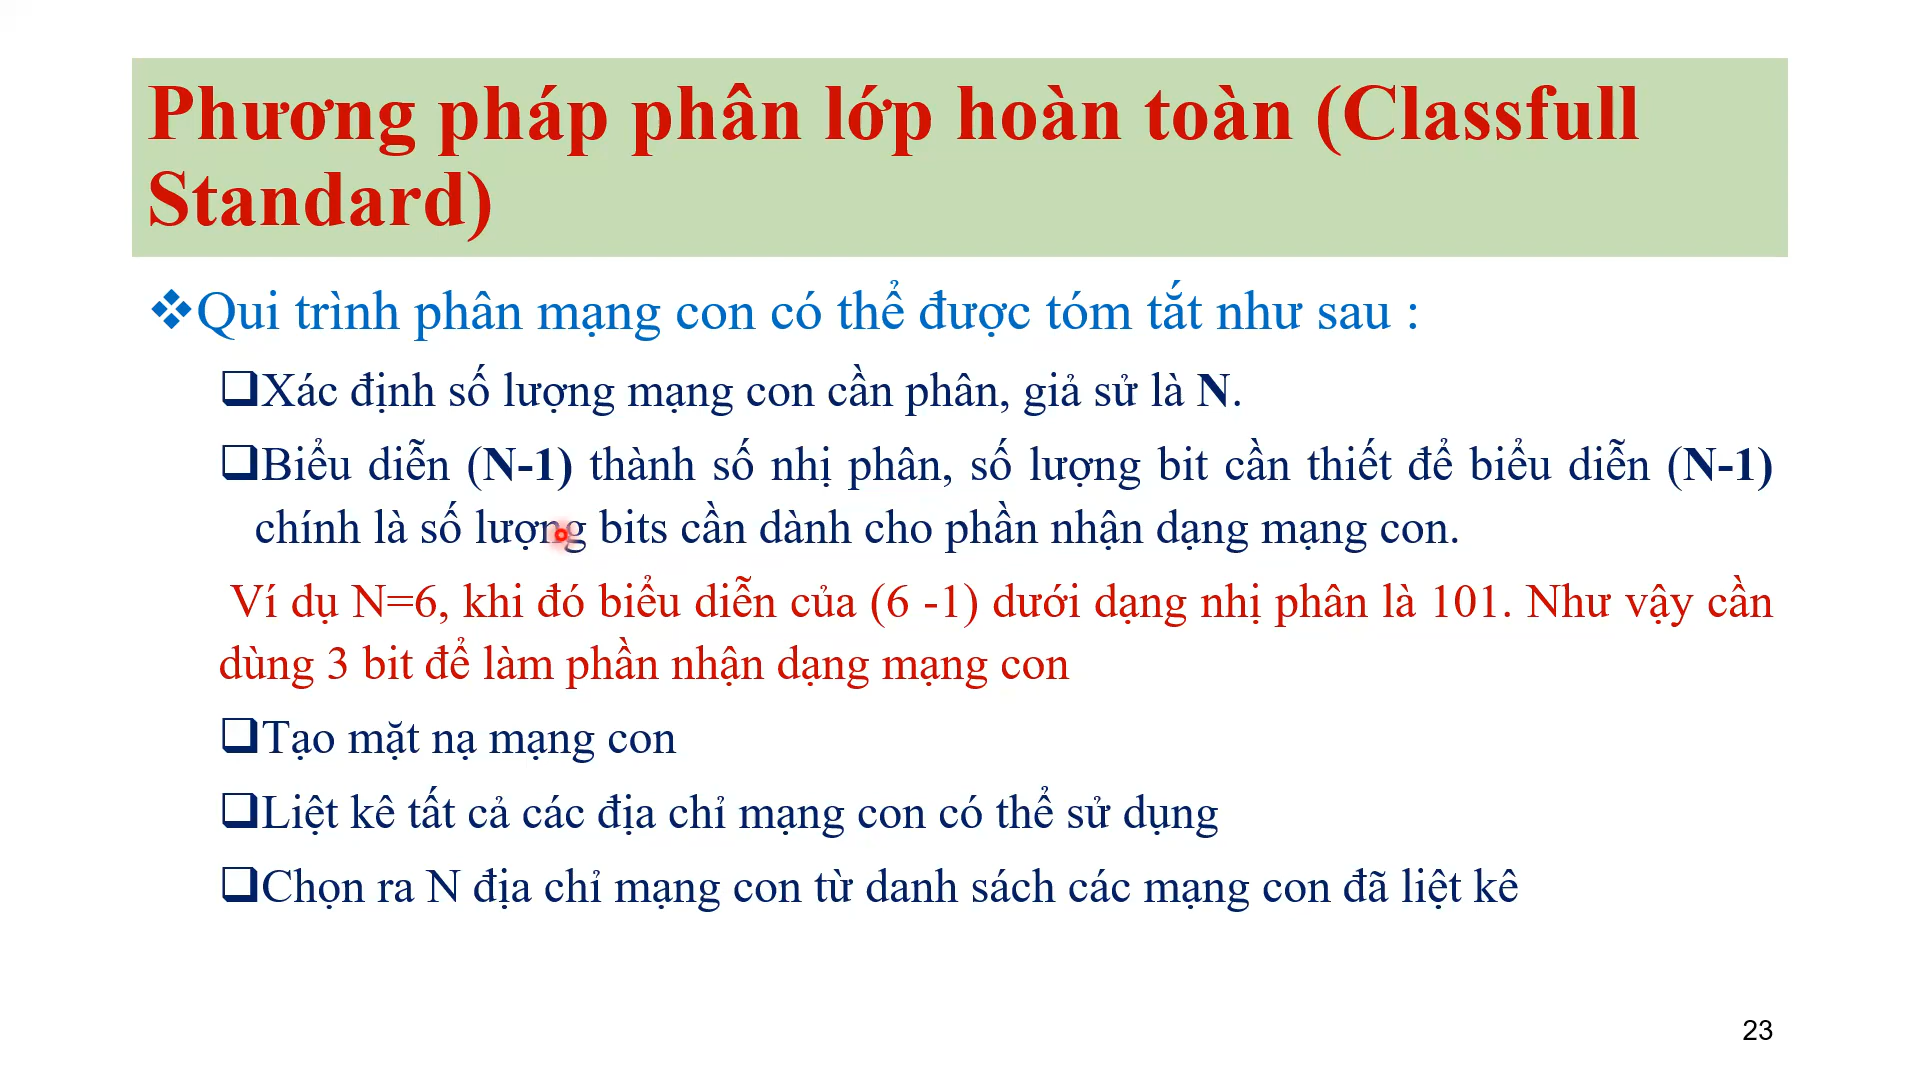 Phương pháp phân lớp hoàn toàn (Classfull
Standard)
❖Qui trình phân mạng con có thể được tóm tắt như sau :
❑Xác định số lượng mạng con cần phân, giả sử là N.
❑Biểu diễn (N-1) thành số nhị phân, số lượng bit cần thiết để biểu diễn (N-1)
chính là số lượng bits cần dành cho phần nhận dạng mạng con.
Ví dụ N=6, khi đó biểu diễn của (6 -1) dưới dạng nhị phân là 101. Như vậy cần
dùng 3 bit để làm phần nhận dạng mạng con
❑Tạo mặt nạ mạng con
❑Liệt kê tất cả các địa chỉ mạng con có thể sử dụng
❑Chọn ra N địa chỉ mạng con từ danh sách các mạng con đã liệt kê
23